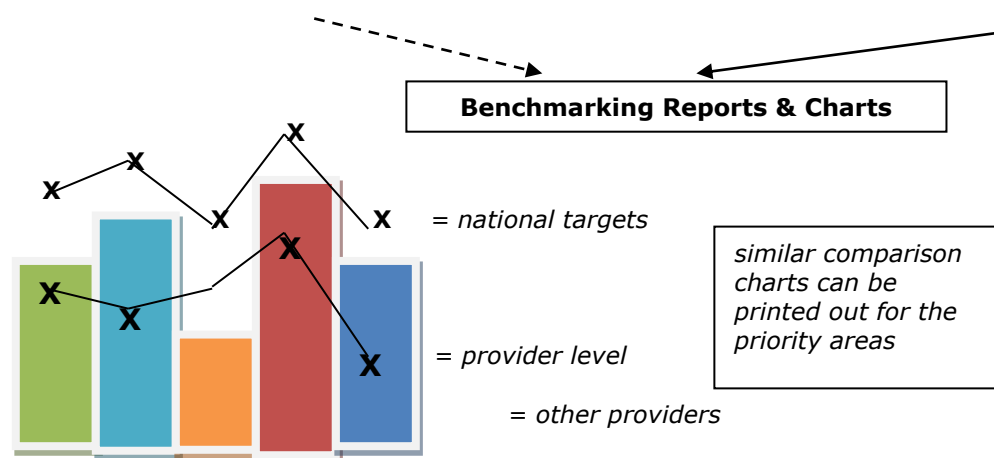 Benchmarking Reports & Charts
X
X
X
X
X
= national targets
similar comparison
charts can be
printed out for the
priority areas
X
X
X
X
= provider level
= other providers